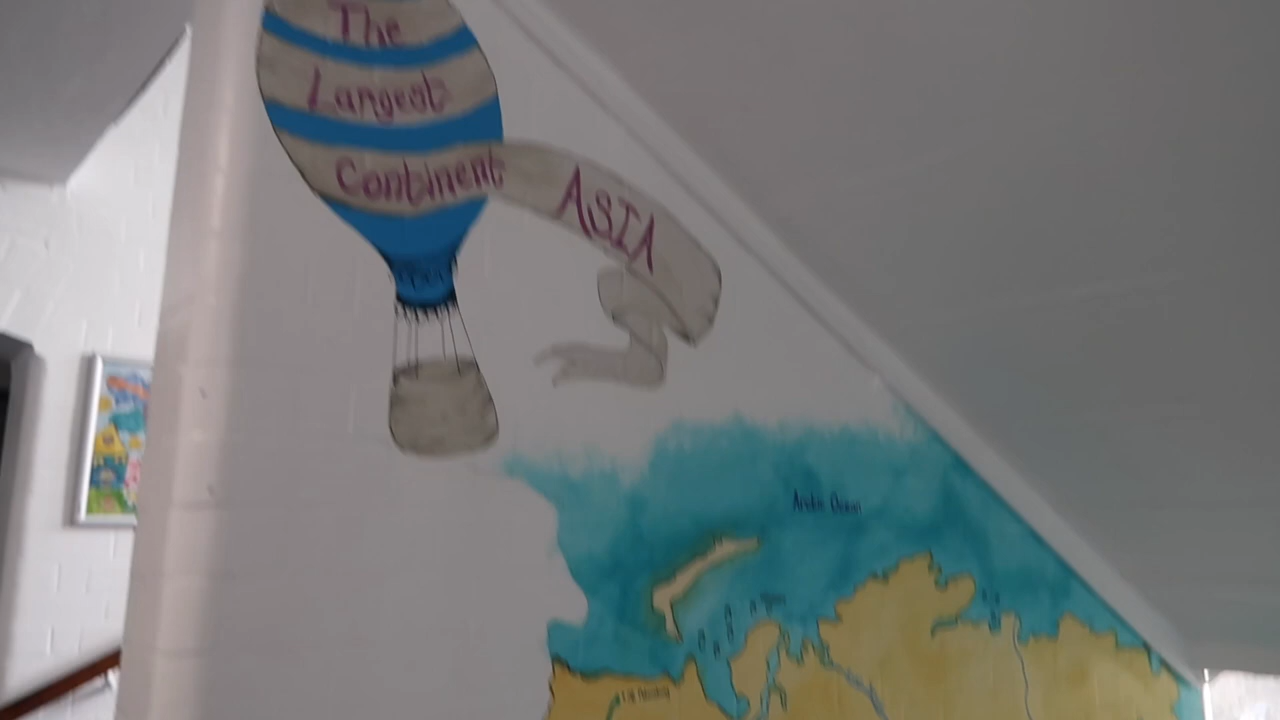 The
Largest
Continent
ASIA
Arctic Ocean